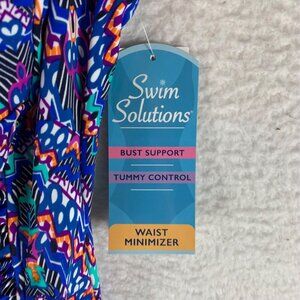 Swim
Solutions
BUST SUPPORT
TUMMY CONTROL
WAIST
MINIMIZER